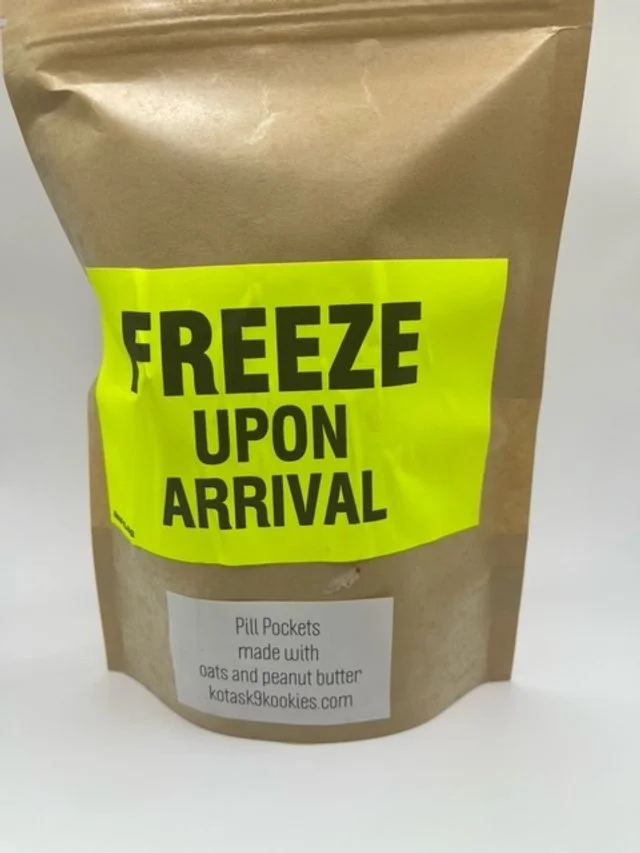 FREEZE
UPON
ARRIVAL
Pill Pockets
made with
oats and peanut butter
kotask9kookies.com